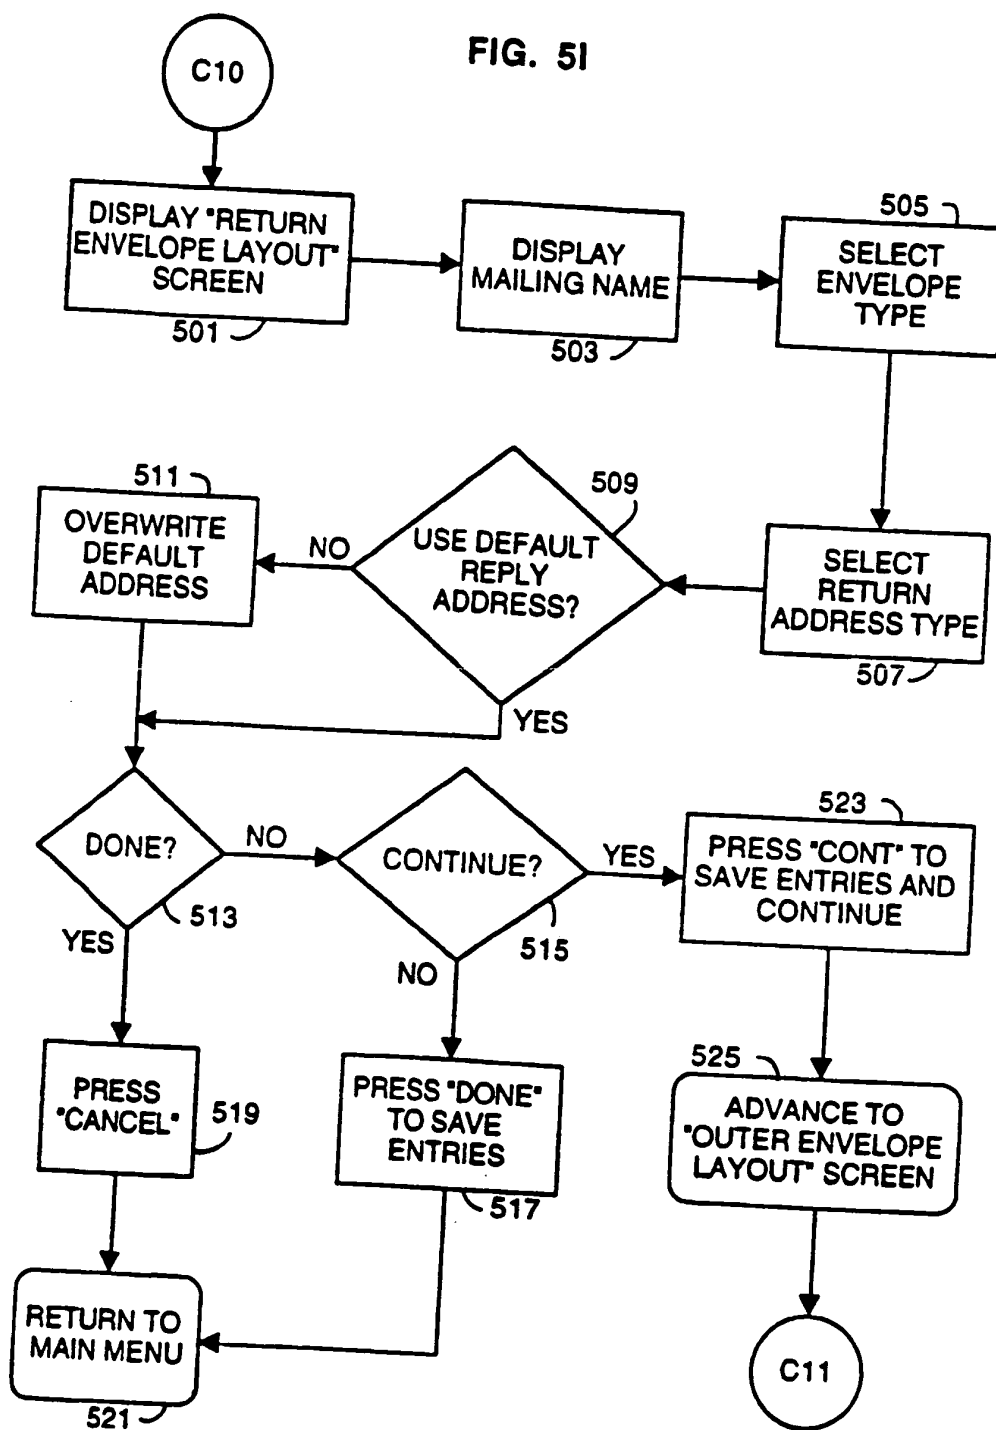 FIG. 5I
C10
DISPLAY "RETURN
ENVELOPE LAYOUT"
SCREEN
501
DISPLAY
MAILING NAME
503
505
SELECT
ENVELOPE
TYPE
511
OVERWRITE
DEFAULT
ADDRESS
NO
509
USE DEFAULT
REPLY
ADDRESS?
YES
SELECT
RETURN
ADDRESS TYPE
507
DONE?
NO
513
YES
CONTINUE?
YES
515
NO
523
PRESS "CONT" TO
SAVE ENTRIES AND
CONTINUE
PRESS
"CANCEL"
519
PRESS "DONE"
TO SAVE
ENTRIES
517
525
ADVANCE TO
"OUTER ENVELOPE
LAYOUT" SCREEN
RETURN TO
MAIN MENU
521
C11